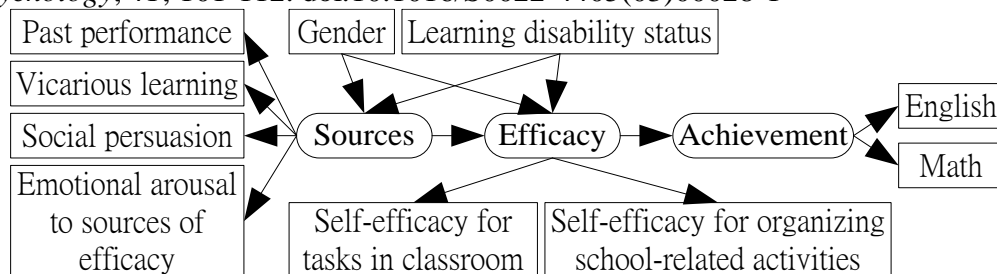 Past performance
Gender
Learning disability status
Vicarious learning
Social persuasion
Sources
Efficacy
Achievement
English
Math
Emotional arousal
to sources of
efficacy
Self-efficacy for
tasks in classroom
Self-efficacy for organizing
school-related activities